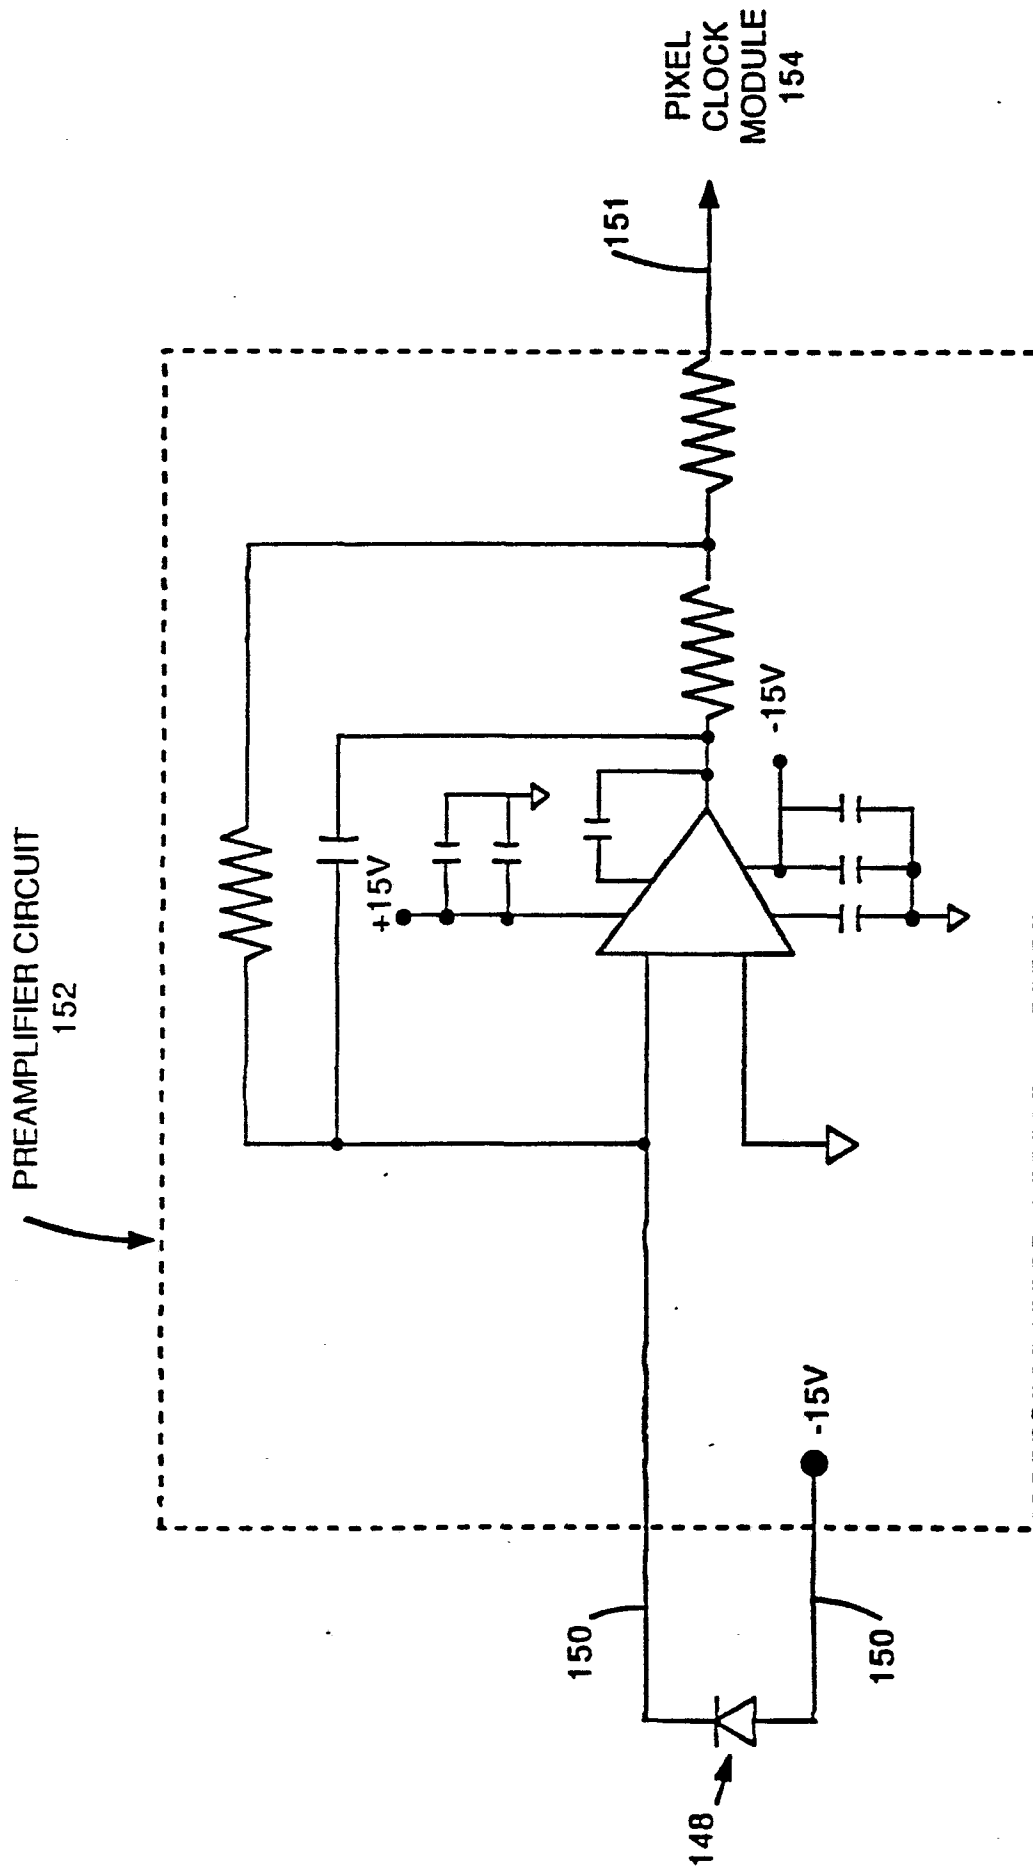 PREAMPLIFIER CIRCUIT
152
148
150
150
-15V
+15V
-15V
151
PIXEL
CLOCK
MODULE
154